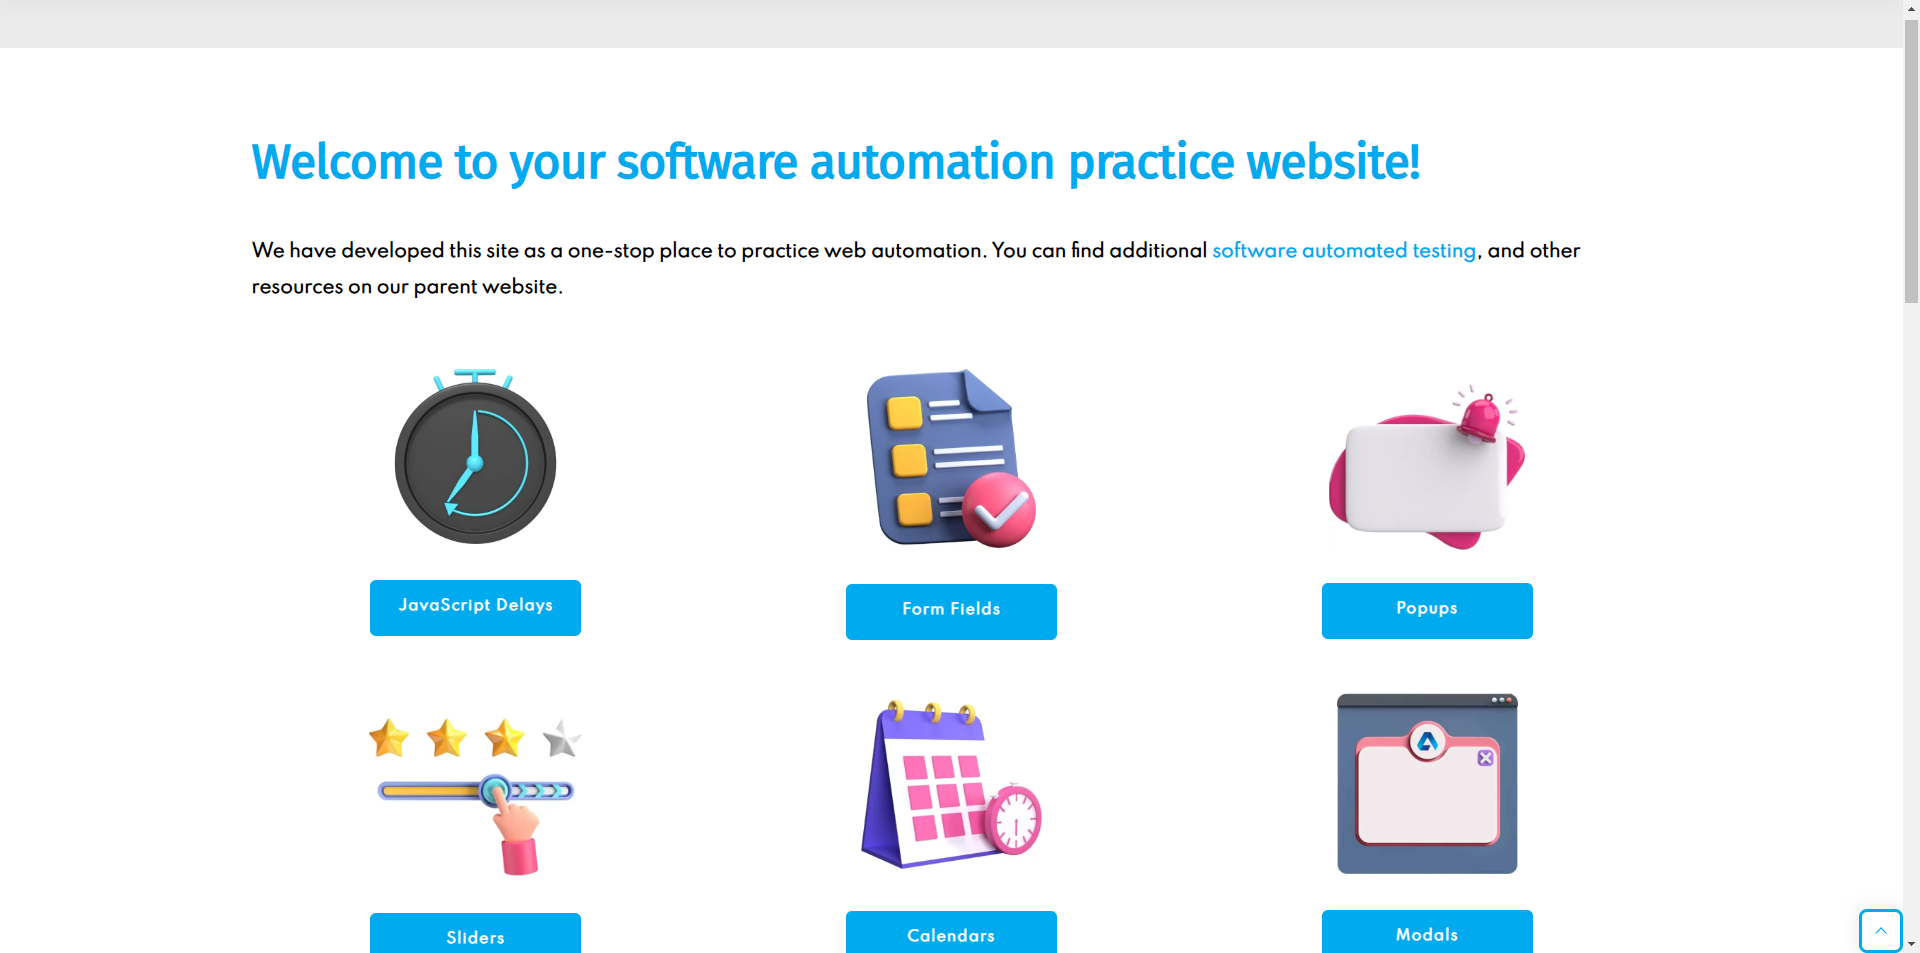 Welcome to your software automation practice website!
We have developed this site as a one-stop place to practice web automation. You can find additional software automated testing, and other
resources on our parent website.
JavaScript Delays
Form Fields
Popups
Sliders
Calendars
Modals